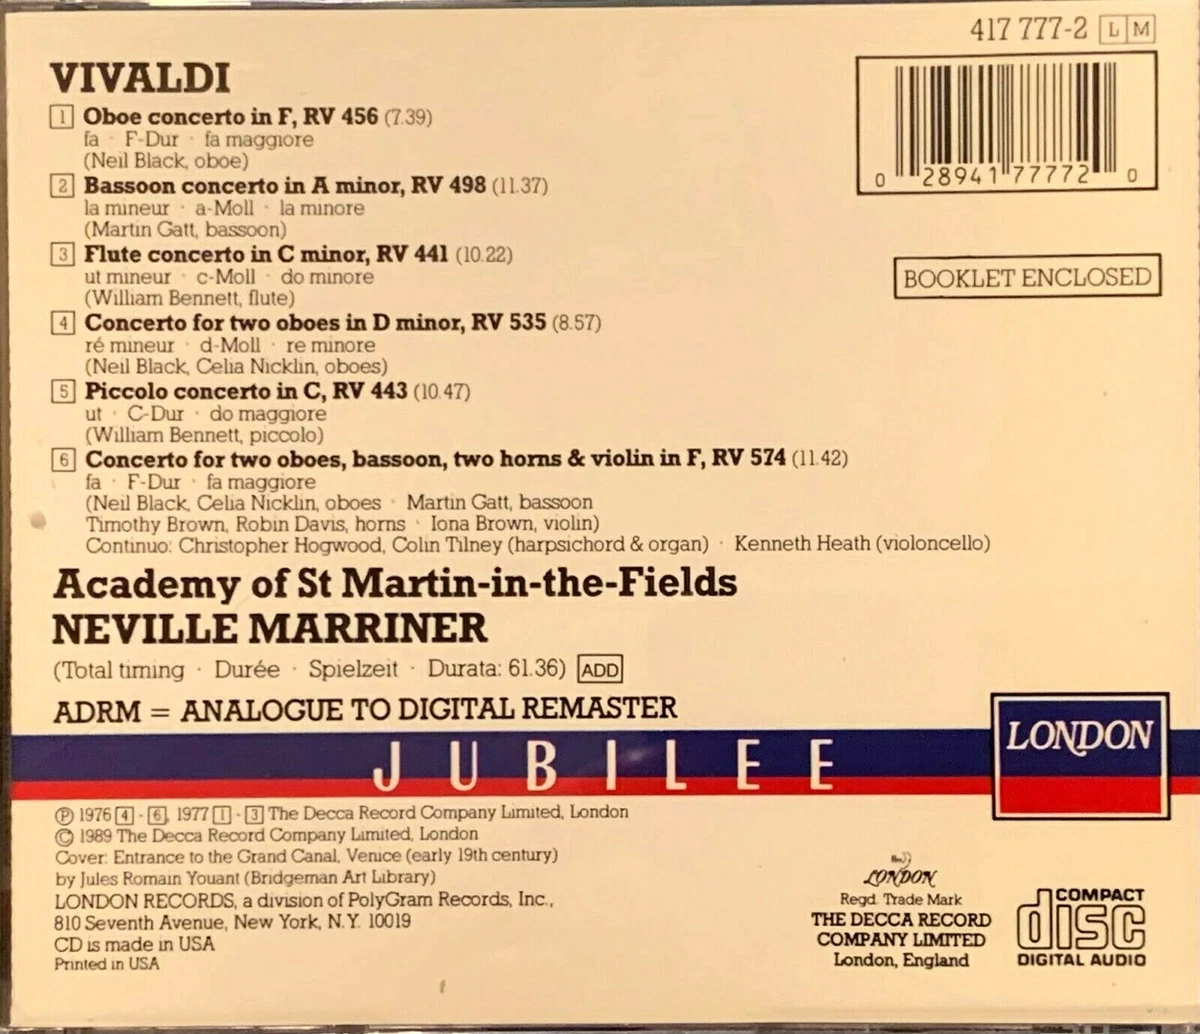 417 777-2 L M
VIVALDI
1 Oboe concerto in F, RV 456 (7.39)
fa · F-Dur · fa maggiore
(Neil Black, oboe)
2 Bassoon concerto in A minor, RV 498 (11.37)
la mineur · a-Moll · la minore
(Martin Gatt, bassoon)
3 Flute concerto in C minor, RV 441 (10.22)
ut mineur · c-Moll · do minore
(William Bennett, flute)
4 Concerto for two oboes in D minor, RV 535 (8.57)
ré mineur · d-Moll · re minore
(Neil Black, Celia Nicklin, oboes)
5 Piccolo concerto in C, RV 443 (10.47)
ut · C-Dur · do maggiore
(William Bennett, piccolo)
6 Concerto for two oboes, bassoon, two horns & violin in F, RV 574 (11.42)
fa · F-Dur · fa maggiore
(Neil Black, Celia Nicklin, oboes · Martin Gatt, bassoon
Timothy Brown, Robin Davis, horns · Iona Brown, violin)
Continuo: Christopher Hogwood, Colin Tilney (harpsichord & organ) · Kenneth Heath (violoncello)
0 28941 77772 0
BOOKLET ENCLOSED
Academy of St Martin-in-the-Fields
NEVILLE MARRINER
(Total timing · Durée · Spielzeit · Durata: 61.36) ADD
ADRM = ANALOGUE TO DIGITAL REMASTER
JUBILEE
LONDON
Ⓟ 1976 4 - 6, 1977 1 - 3 The Decca Record Company Limited, London
© 1989 The Decca Record Company Limited, London
Cover: Entrance to the Grand Canal, Venice (early 19th century)
by Jules Romain Youant (Bridgeman Art Library)
LONDON RECORDS, a division of PolyGram Records, Inc.,
810 Seventh Avenue, New York, N.Y. 10019
CD is made in USA
Printed in USA
LONDON
Regd. Trade Mark
THE DECCA RECORD
COMPANY LIMITED
London, England
COMPACT
disc
DIGITAL AUDIO